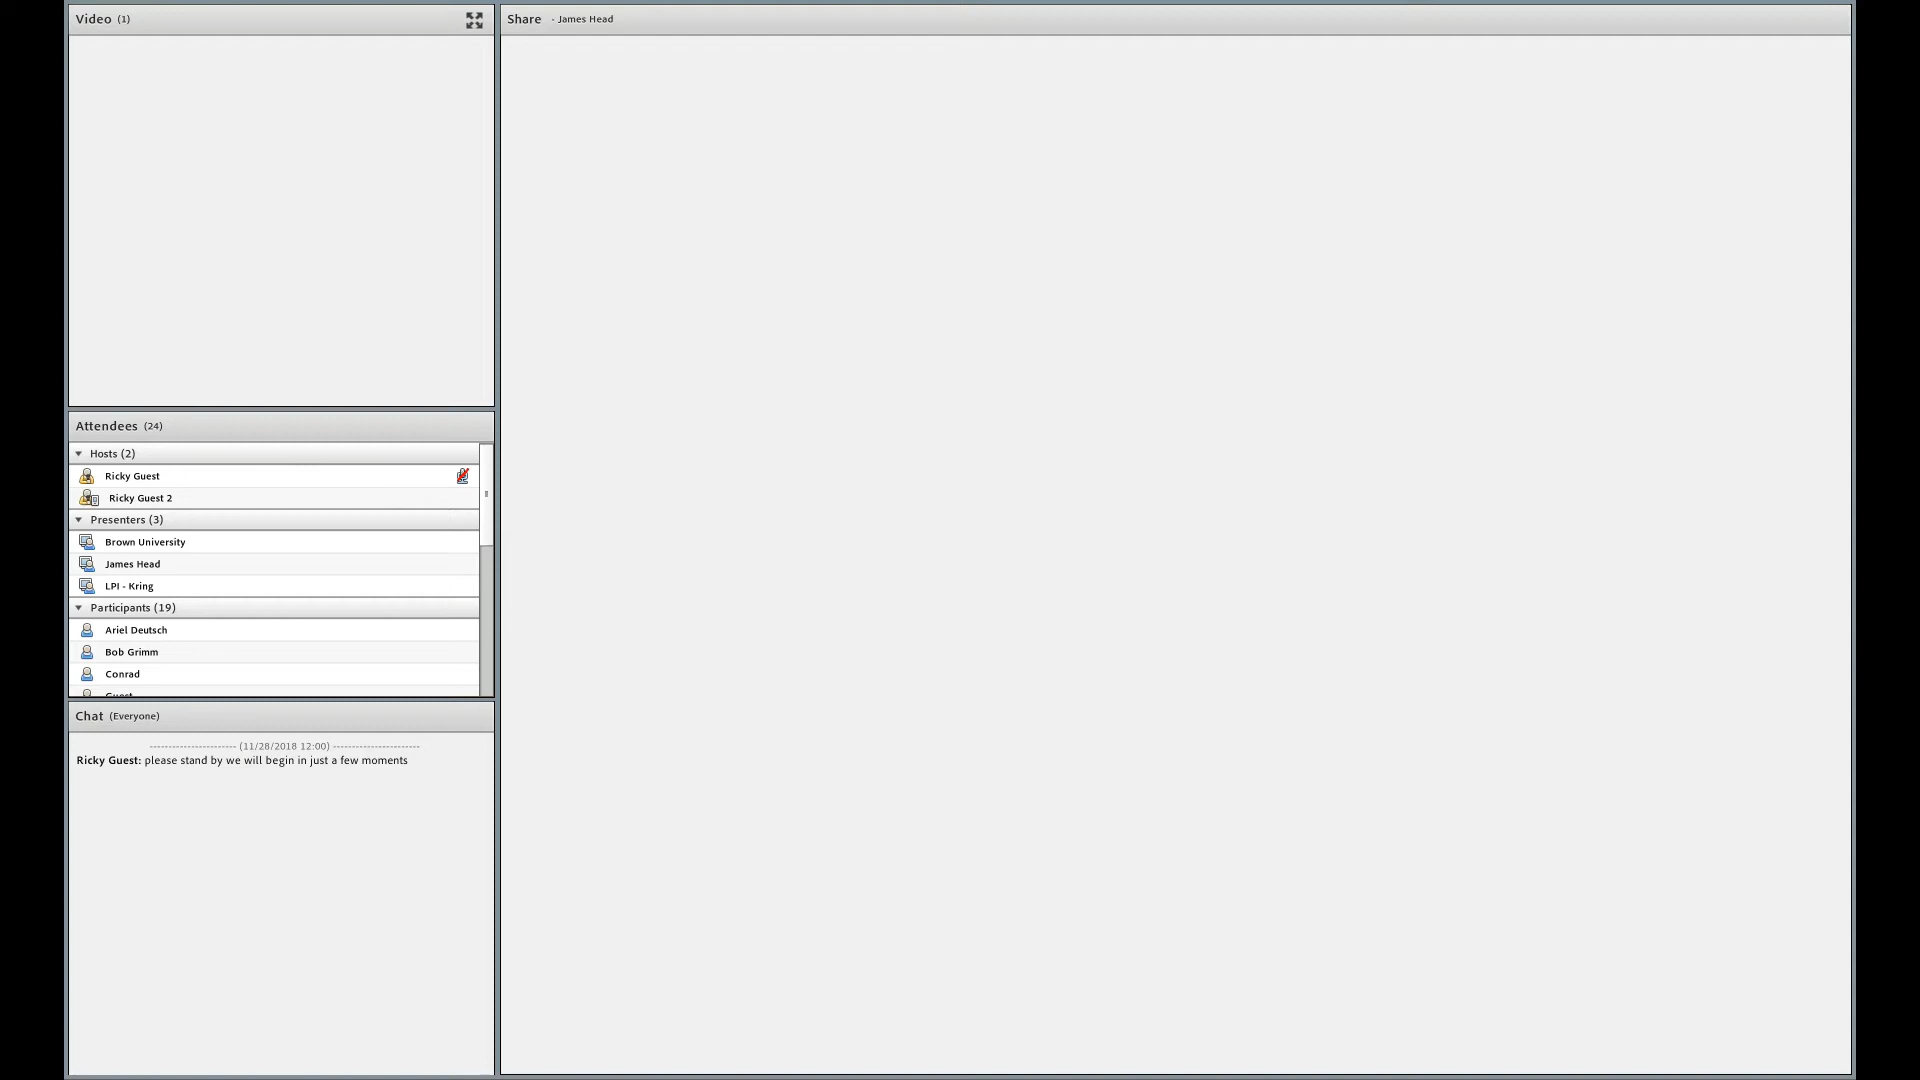 Video (1)
Share - James Head
Attendees (24)
Hosts (2)
Ricky Guest
Ricky Guest 2
Presenters (3)
Brown University
James Head
LPI - Kring
Participants (19)
Ariel Deutsch
Bob Grimm
Conrad
Guest
Chat (Everyone)
----------------------- (11/28/2018 12:00) -----------------------
Ricky Guest: please stand by we will begin in just a few moments